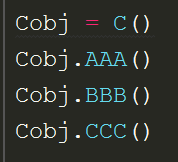 Cobj = C()
Cobj.AAA()
Cobj.BBB()
Cobj.CCC()